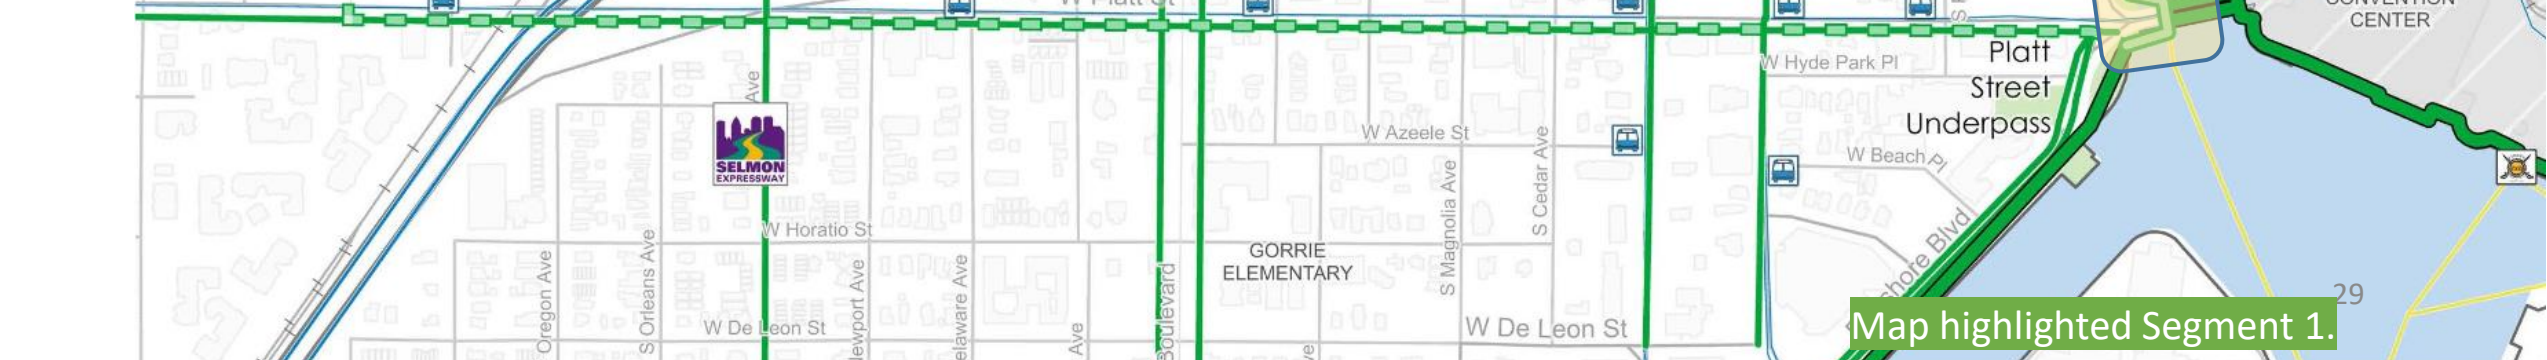 W Platt St
CONVENTION
CENTER
Platt
Street
Underpass
W Hyde Park Pl
Ave
SELMON
EXPRESSWAY
W Azeele St
W Beach Pl
S Cedar Ave
S Magnolia Ave
W Horatio St
GORRIE
ELEMENTARY
Oregon Ave
S Orleans Ave
ewport Ave
elaware Ave
Ave
Boulevard
shore Blvd
W De Leon St
W De Leon St
29
Map highlighted Segment 1.